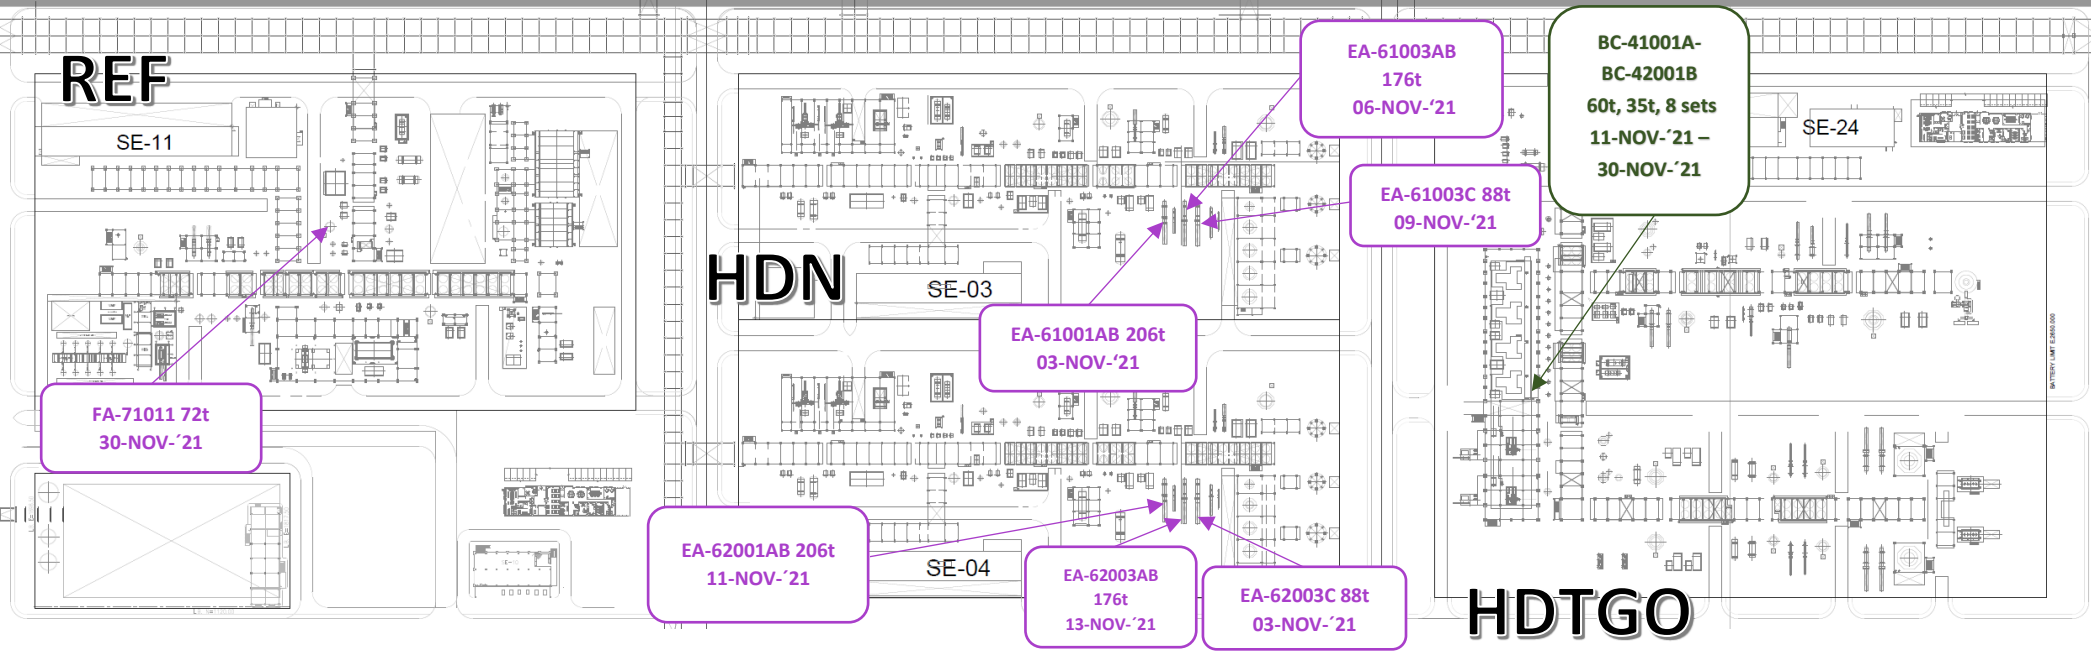 REF
SE-11
FA-71011 72t
30-NOV-´21
HDN
SE-03
SE-04
EA-61003AB
176t
06-NOV-‘21
EA-61003C 88t
09-NOV-‘21
EA-61001AB 206t
03-NOV-‘21
EA-62001AB 206t
11-NOV-´21
EA-62003AB
176t
13-NOV-´21
EA-62003C 88t
03-NOV-´21
BC-41001A-
BC-42001B
60t, 35t, 8 sets
11-NOV-´21 –
30-NOV-´21
SE-24
HDTGO